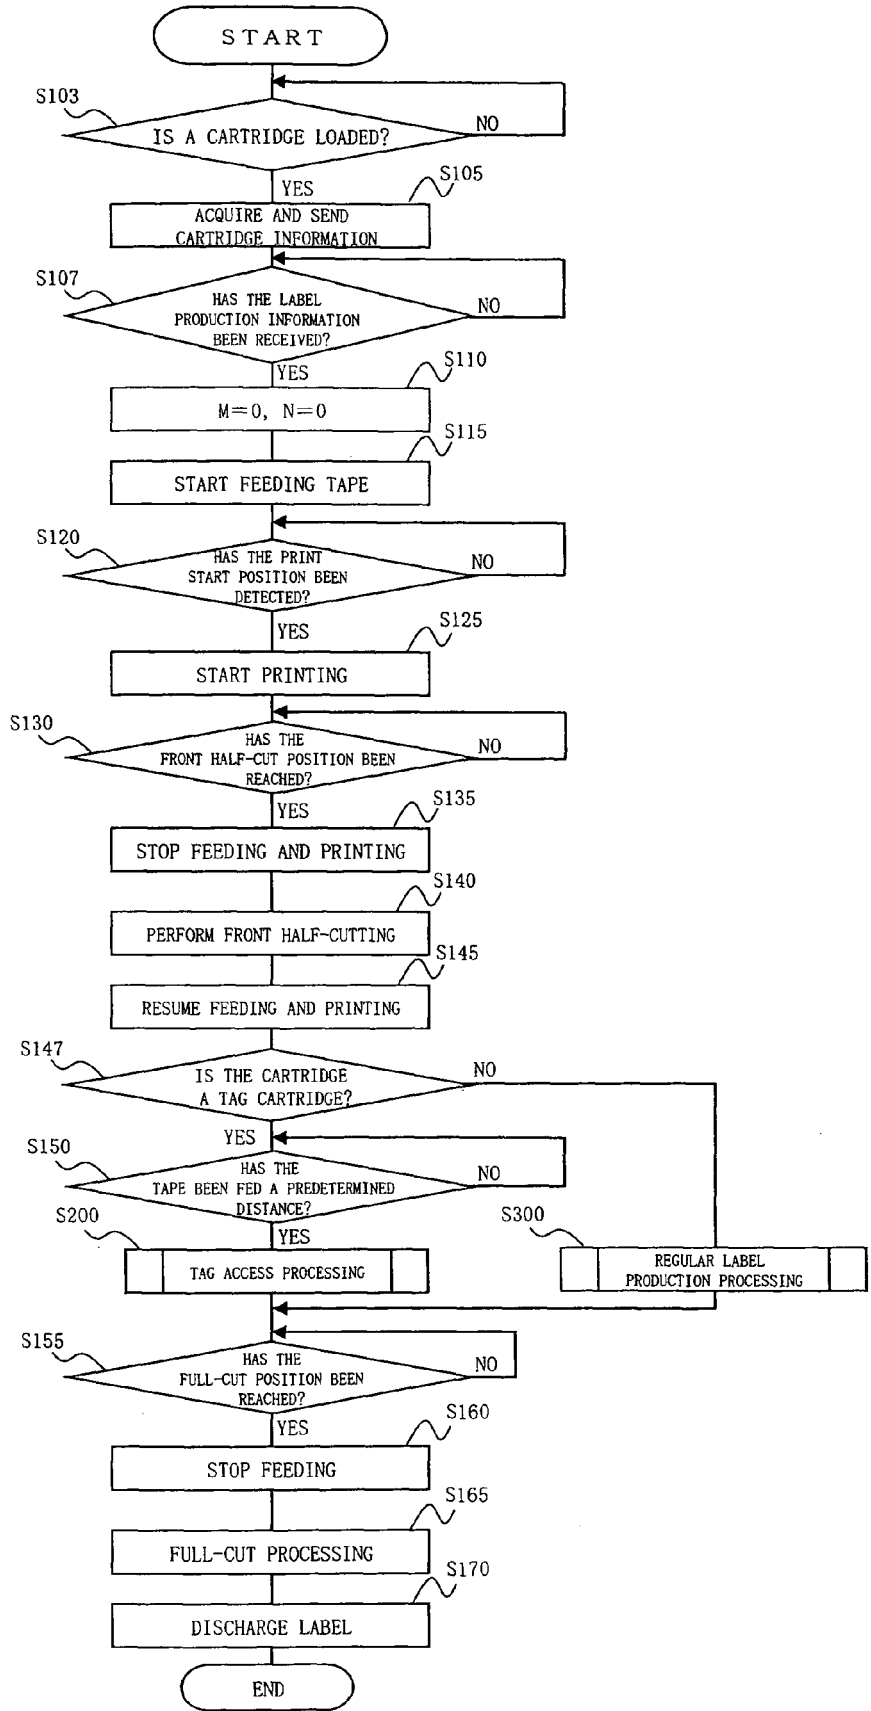 START
S103
IS A CARTRIDGE LOADED?
NO
YES
S105
ACQUIRE AND SEND
CARTRIDGE INFORMATION
S107
HAS THE LABEL
PRODUCTION INFORMATION
BEEN RECEIVED?
NO
YES
S110
M=0, N=0
S115
START FEEDING TAPE
S120
HAS THE PRINT
START POSITION BEEN
DETECTED?
NO
YES
S125
START PRINTING
S130
HAS THE
FRONT HALF-CUT POSITION BEEN
REACHED?
NO
YES
S135
STOP FEEDING AND PRINTING
S140
PERFORM FRONT HALF-CUTTING
S145
RESUME FEEDING AND PRINTING
S147
IS THE CARTRIDGE
A TAG CARTRIDGE?
NO
YES
S150
HAS THE
TAPE BEEN FED A PREDETERMINED
DISTANCE?
NO
YES
S200
TAG ACCESS PROCESSING
S300
REGULAR LABEL
PRODUCTION PROCESSING
S155
HAS THE
FULL-CUT POSITION BEEN
REACHED?
NO
YES
S160
STOP FEEDING
S165
FULL-CUT PROCESSING
S170
DISCHARGE LABEL
END